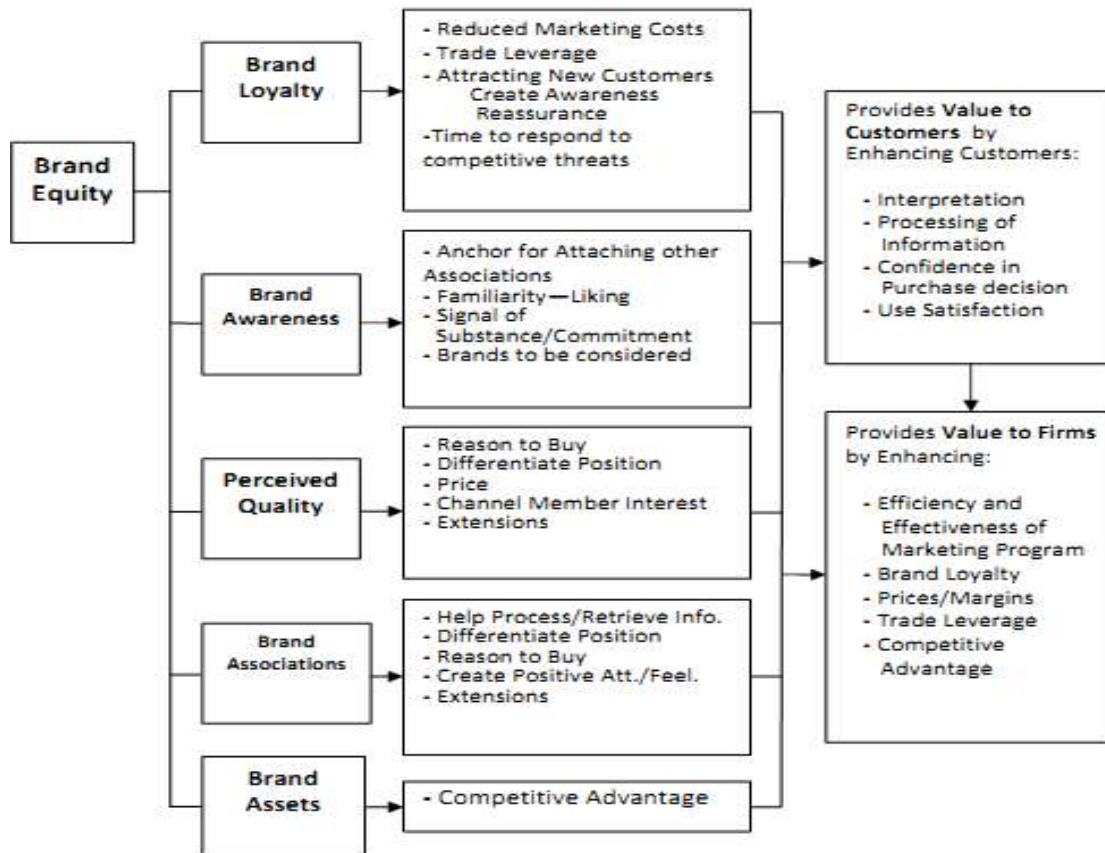 Brand
Equity
Brand
Loyalty
- Reduced Marketing Costs
- Trade Leverage
- Attracting New Customers
Create Awareness
Reassurance
-Time to respond to
competitive threats
Brand
Awareness
- Anchor for Attaching other
Associations
- Familiarity—Liking
- Signal of
Substance/Commitment
- Brands to be considered
Perceived
Quality
- Reason to Buy
- Differentiate Position
- Price
- Channel Member Interest
- Extensions
Brand
Associations
- Help Process/Retrieve Info.
- Differentiate Position
- Reason to Buy
- Create Positive Att./Feel.
- Extensions
Brand
Assets
- Competitive Advantage
Provides Value to
Customers by
Enhancing Customers:
- Interpretation
- Processing of
Information
- Confidence in
Purchase decision
- Use Satisfaction
Provides Value to Firms
by Enhancing:
- Efficiency and
Effectiveness of
Marketing Program
- Brand Loyalty
- Prices/Margins
- Trade Leverage
- Competitive
Advantage